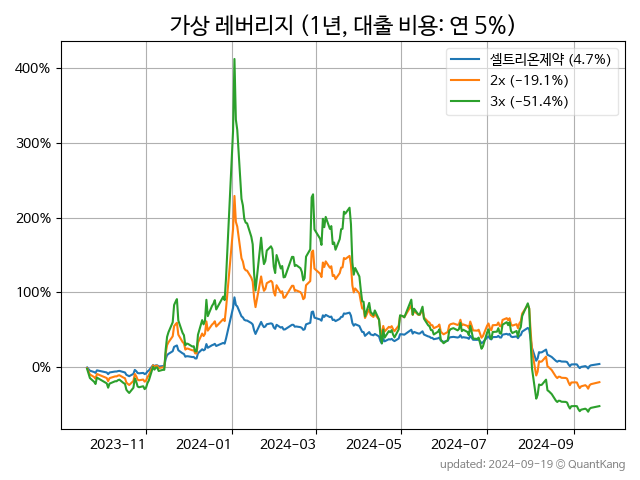 가상 레버리지 (1년, 대출 비용: 연 5%)
셀트리온제약 (4.7%)
2x (−19.1%)
3x (−51.4%)
400%
300%
200%
100%
0%
2023-11 2024-01 2024-03 2024-05 2024-07 2024-09
updated: 2024-09-19 © QuantKang